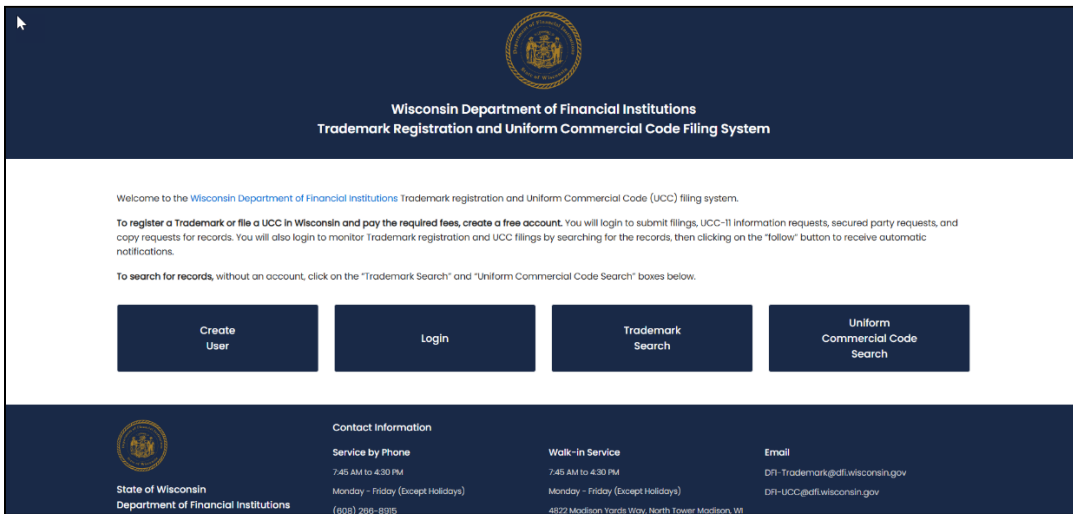 Wisconsin Department of Financial Institutions
Trademark Registration and Uniform Commercial Code Filing System
Welcome to the Wisconsin Department of Financial Institutions Trademark registration and Uniform Commercial Code (UCC) filing system.
To register a Trademark or file a UCC in Wisconsin and pay the required fees, create a free account. You will login to submit filings, UCC-11 information requests, secured party requests, and
copy requests for records. You will also login to monitor Trademark registration and UCC filings by searching for the records, then clicking on the "follow" button to receive automatic
notifications.
To search for records, without an account, click on the "Trademark Search" and "Uniform Commercial Code Search" boxes below.
Create
User
Login
Trademark
Search
Uniform
Commercial Code
Search
State of Wisconsin
Department of Financial Institutions
Contact Information
Service by Phone
7:45 AM to 4:30 PM
Monday - Friday (Except Holidays)
(608) 266-8915
Walk-in Service
7:45 AM to 4:30 PM
Monday - Friday (Except Holidays)
4822 Madison Yards Way, North Tower Madison, WI
Email
DFI-Trademark@dfi.wisconsin.gov
DFI-UCC@dfi.wisconsin.gov